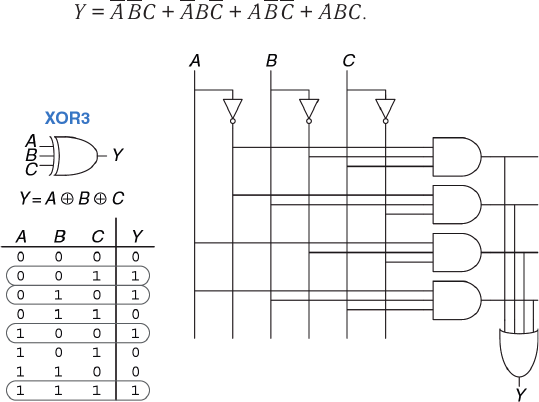 Y = A̅ B̅ C + A̅ B C̅ + A B̅ C̅ + ABC.
A B C
XOR3
A
B Y
C
Y = A ⊕ B ⊕ C
A B C Y
0 0 0 0
0 0 1 1
0 1 0 1
0 1 1 0
1 0 0 1
1 0 1 0
1 1 0 0
1 1 1 1
Y